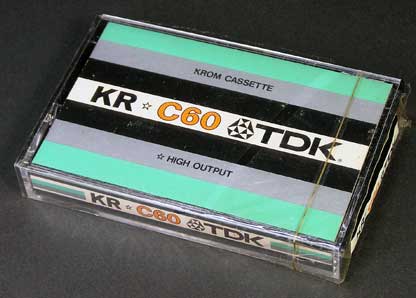 KROM CASSETTE
KR ☆ C60 TDK®
☆ HIGH OUTPUT
KR ☆ C60 TDK